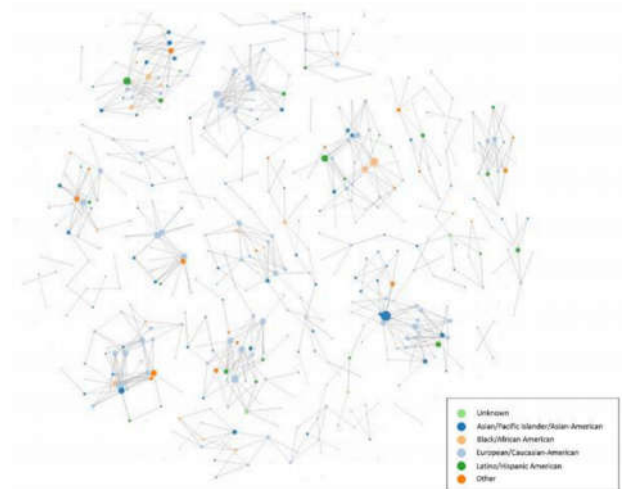 Unknown
Asian/Pacific Islander/Asian-American
Black/African American
European/Caucasian-American
Latino/Hispanic American
Other